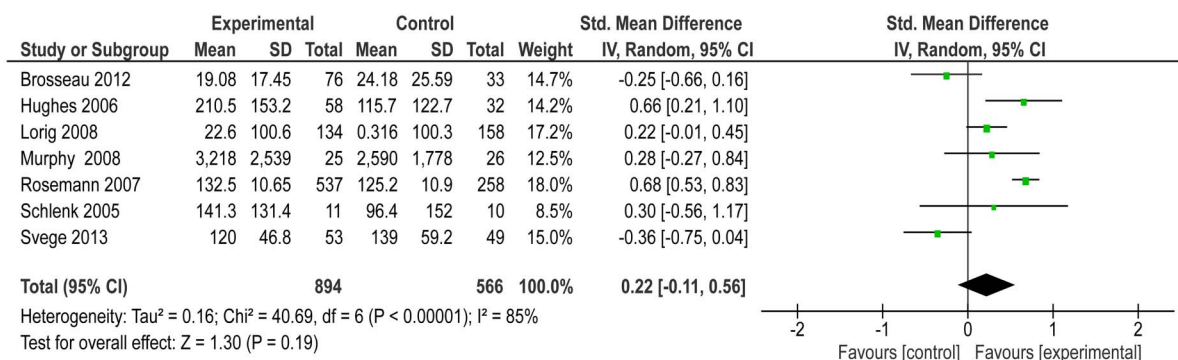 Experimental Control Std. Mean Difference Std. Mean Difference
Study or Subgroup Mean SD Total Mean SD Total Weight IV, Random, 95% CI IV, Random, 95% CI
Brosseau 2012 19.08 17.45 76 24.18 25.59 33 14.7% -0.25 [-0.66, 0.16]
Hughes 2006 210.5 153.2 58 115.7 122.7 32 14.2% 0.66 [0.21, 1.10]
Lorig 2008 22.6 100.6 134 0.316 100.3 158 17.2% 0.22 [-0.01, 0.45]
Murphy 2008 3,218 2,539 25 2,590 1,778 26 12.5% 0.28 [-0.27, 0.84]
Rosemann 2007 132.5 10.65 537 125.2 10.9 258 18.0% 0.68 [0.53, 0.83]
Schlenk 2005 141.3 131.4 11 96.4 152 10 8.5% 0.30 [-0.56, 1.17]
Svege 2013 120 46.8 53 139 59.2 49 15.0% -0.36 [-0.75, 0.04]
Total (95% CI) 894 566 100.0% 0.22 [-0.11, 0.56]
Heterogeneity: Tau² = 0.16; Chi² = 40.69, df = 6 (P < 0.00001); I² = 85%
Test for overall effect: Z = 1.30 (P = 0.19)
-2 -1 0 1 2
Favours [control] Favours [experimental]